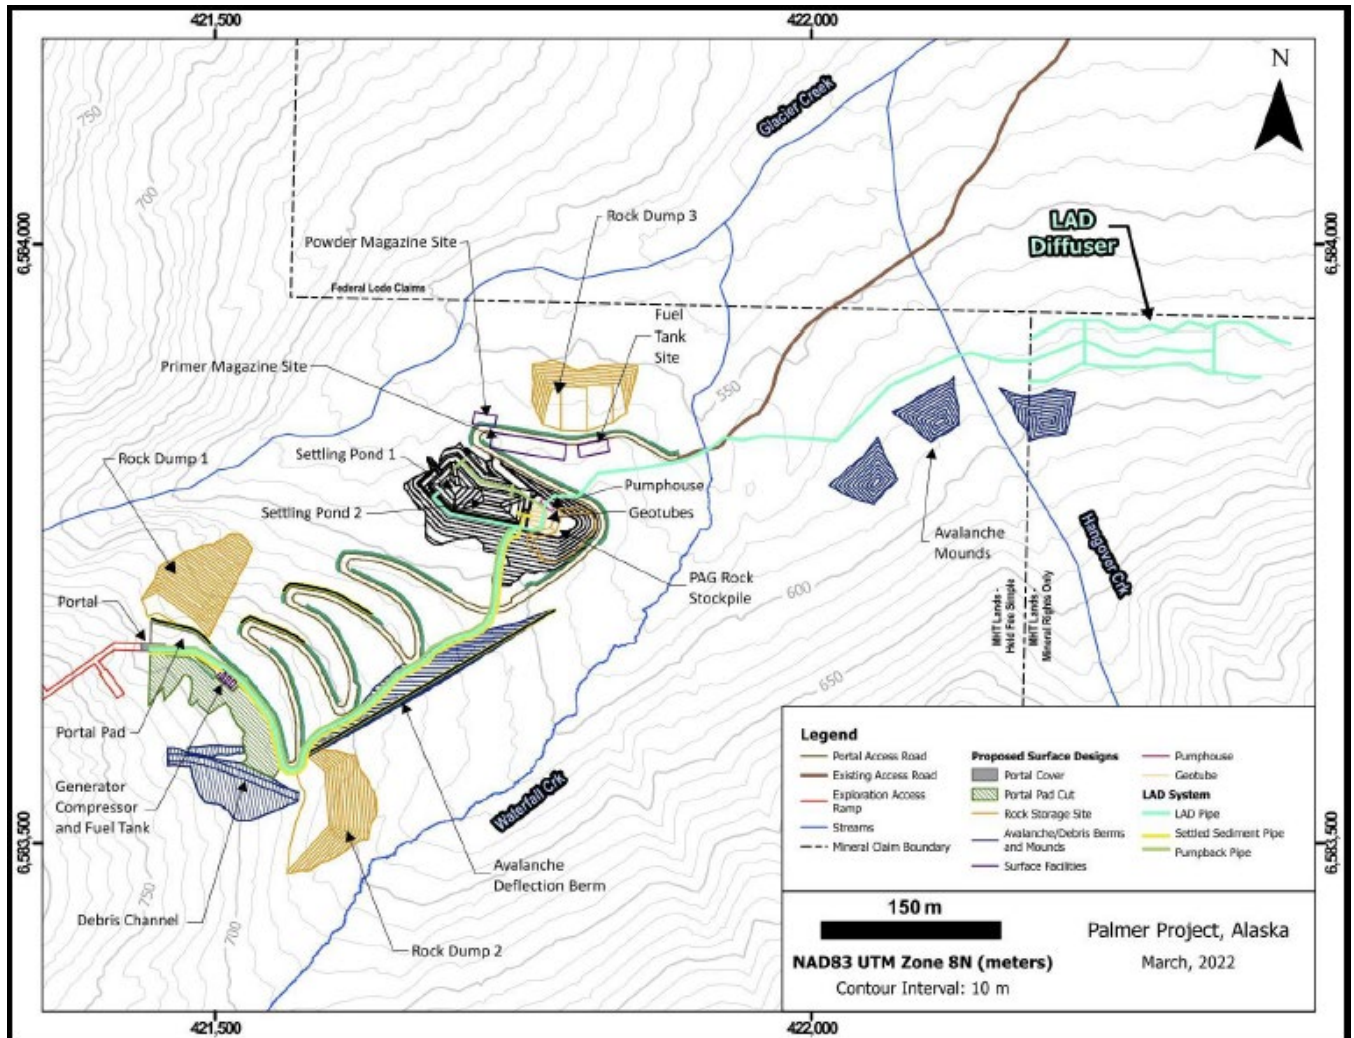 421,500
422,000
N
750
700
Glacier Creek
6,584,000
6,584,000
Rock Dump 3
Powder Magazine Site
LAD
Diffuser
Federal Lode Claims
Fuel
Tank
Site
Primer Magazine Site
550
Rock Dump 1
Settling Pond 1
Pumphouse
Settling Pond 2
Geotubes
Avalanche
Mounds
Hangover Crk
PAG Rock
Stockpile
600
Portal
MHT Lands -
Held Fee Simple
MHT Lands -
Mineral Rights Only
650
Portal Pad
Generator
Compressor
and Fuel Tank
Waterfall Crk
6,583,500
6,583,500
Avalanche
Deflection Berm
750
700
Debris Channel
Rock Dump 2
Legend
Portal Access Road
Existing Access Road
Exploration Access
Ramp
Streams
Mineral Claim Boundary
Proposed Surface Designs
Portal Cover
Portal Pad Cut
Rock Storage Site
Avalanche/Debris Berms
and Mounds
Surface Facilities
Pumphouse
Geotube
LAD System
LAD Pipe
Settled Sediment Pipe
Pumpback Pipe
150 m
NAD83 UTM Zone 8N (meters)
Contour Interval: 10 m
Palmer Project, Alaska
March, 2022
421,500
422,000